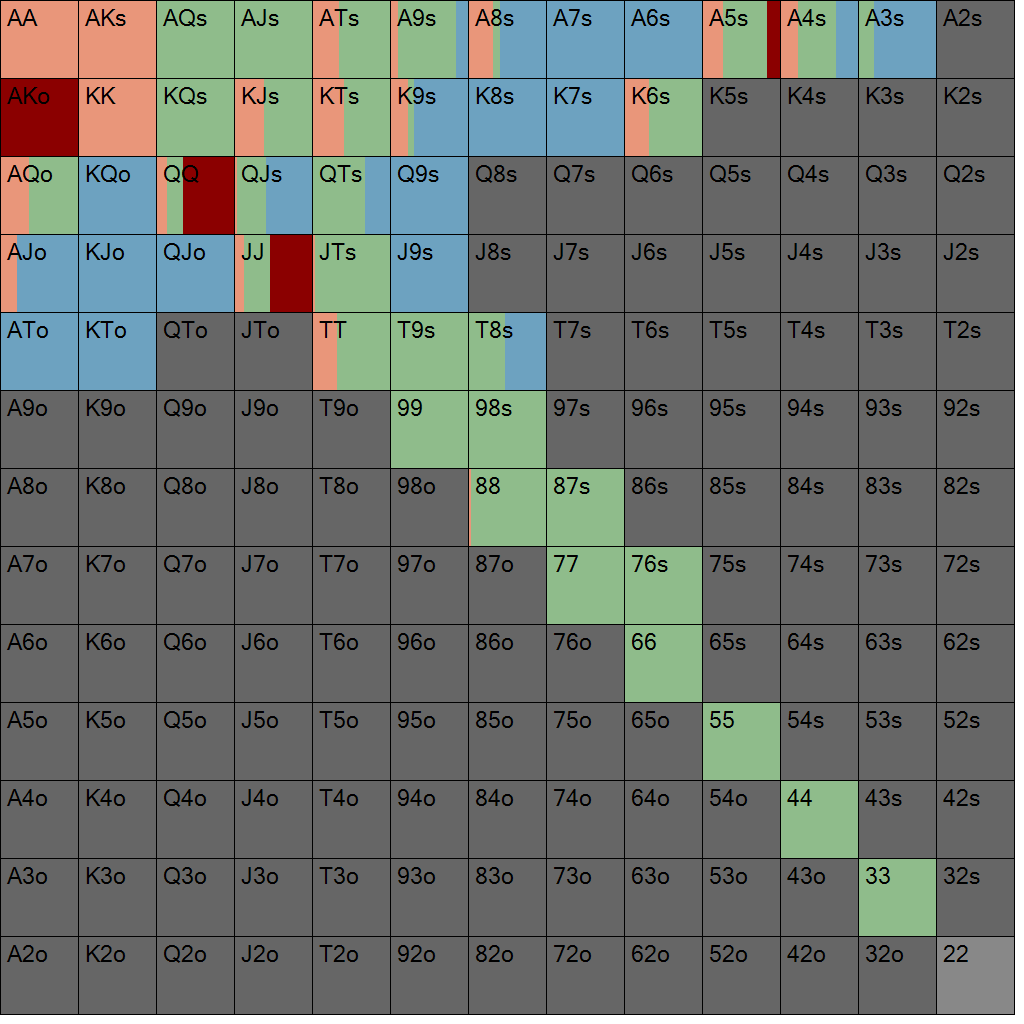 AA AKs AQs AJs ATs A9s A8s A7s A6s A5s A4s A3s A2s
AKo KK KQs KJs KTs K9s K8s K7s K6s K5s K4s K3s K2s
AQo KQo QQ QJs QTs Q9s Q8s Q7s Q6s Q5s Q4s Q3s Q2s
AJo KJo QJo JJ JTs J9s J8s J7s J6s J5s J4s J3s J2s
ATo KTo QTo JTo TT T9s T8s T7s T6s T5s T4s T3s T2s
A9o K9o Q9o J9o T9o 99 98s 97s 96s 95s 94s 93s 92s
A8o K8o Q8o J8o T8o 98o 88 87s 86s 85s 84s 83s 82s
A7o K7o Q7o J7o T7o 97o 87o 77 76s 75s 74s 73s 72s
A6o K6o Q6o J6o T6o 96o 86o 76o 66 65s 64s 63s 62s
A5o K5o Q5o J5o T5o 95o 85o 75o 65o 55 54s 53s 52s
A4o K4o Q4o J4o T4o 94o 84o 74o 64o 54o 44 43s 42s
A3o K3o Q3o J3o T3o 93o 83o 73o 63o 53o 43o 33 32s
A2o K2o Q2o J2o T2o 92o 82o 72o 62o 52o 42o 32o 22